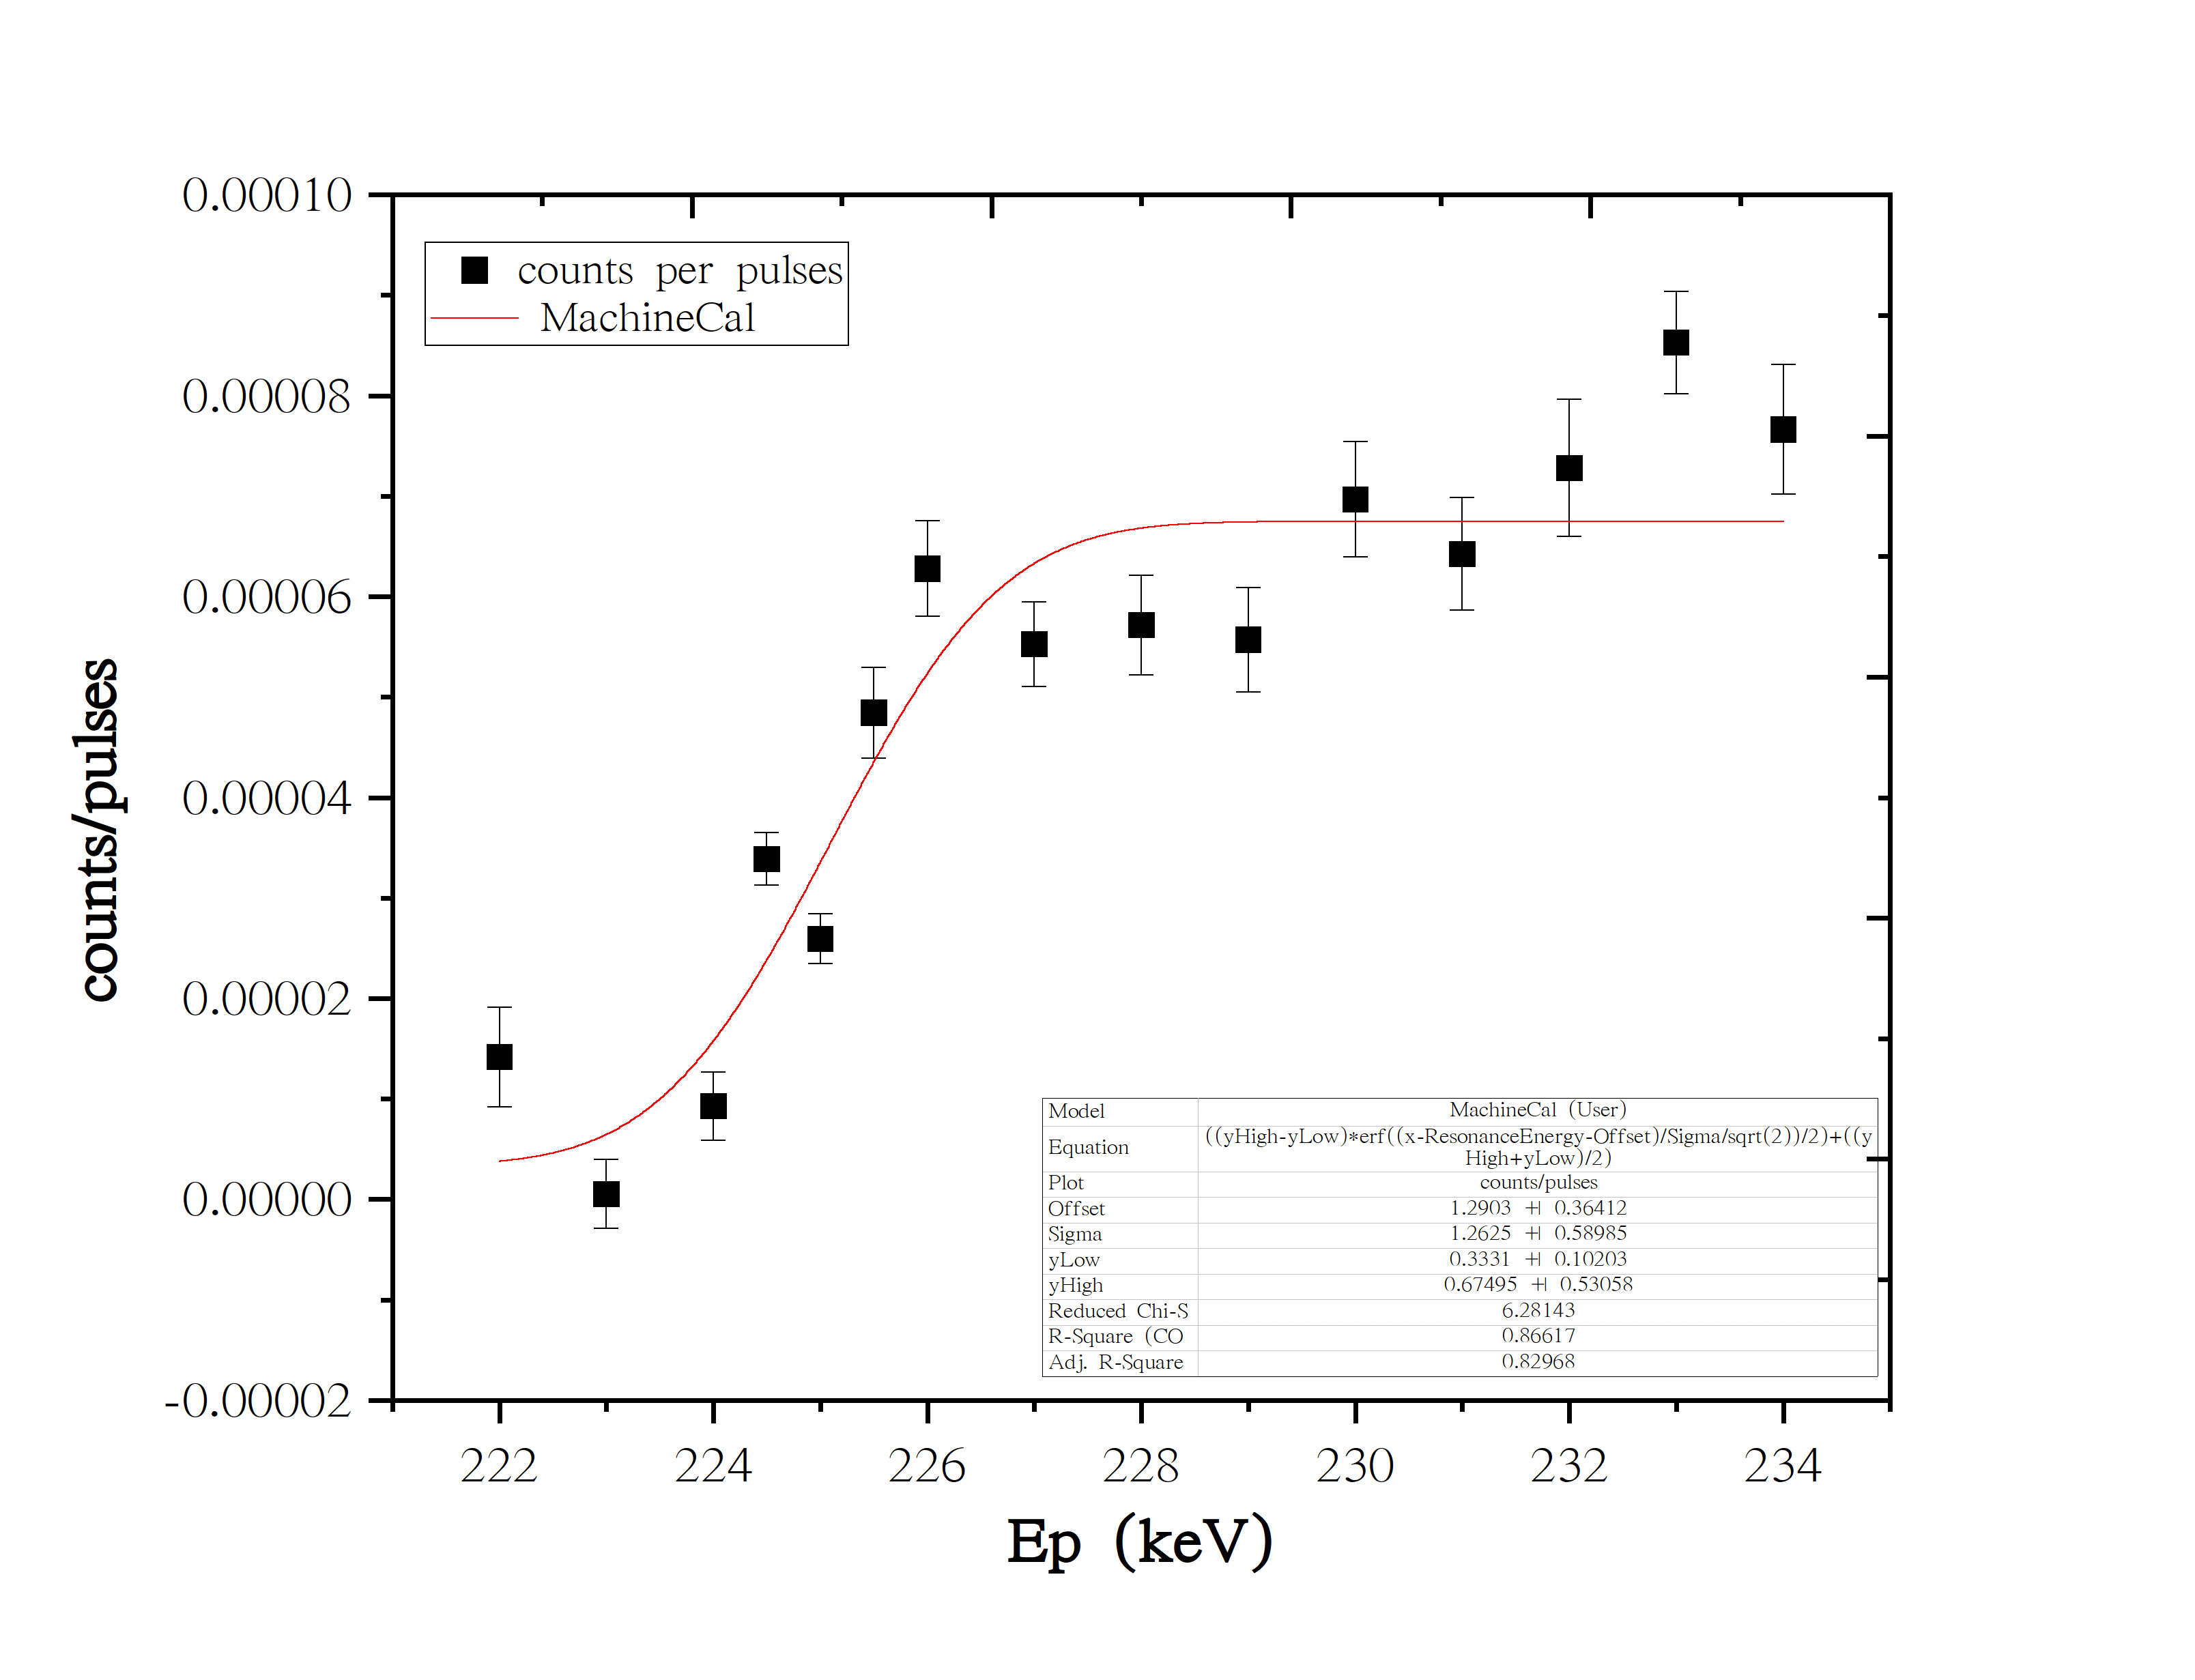 0.00010
0.00008
0.00006
0.00004
0.00002
0.00000
-0.00002
counts/pulses
counts per pulses
MachineCal
Model MachineCal (User)
Equation ((yHigh-yLow)*erf((x-ResonanceEnergy-Offset)/Sigma/sqrt(2))/2)+((y
High+yLow)/2)
Plot counts/pulses
Offset 1.2903 ± 0.36412
Sigma 1.2625 ± 0.58985
yLow 0.3331 ± 0.10203
yHigh 0.67495 ± 0.53058
Reduced Chi-S 6.28143
R-Square (CO 0.86617
Adj. R-Square 0.82968
222 224 226 228 230 232 234
Ep (keV)